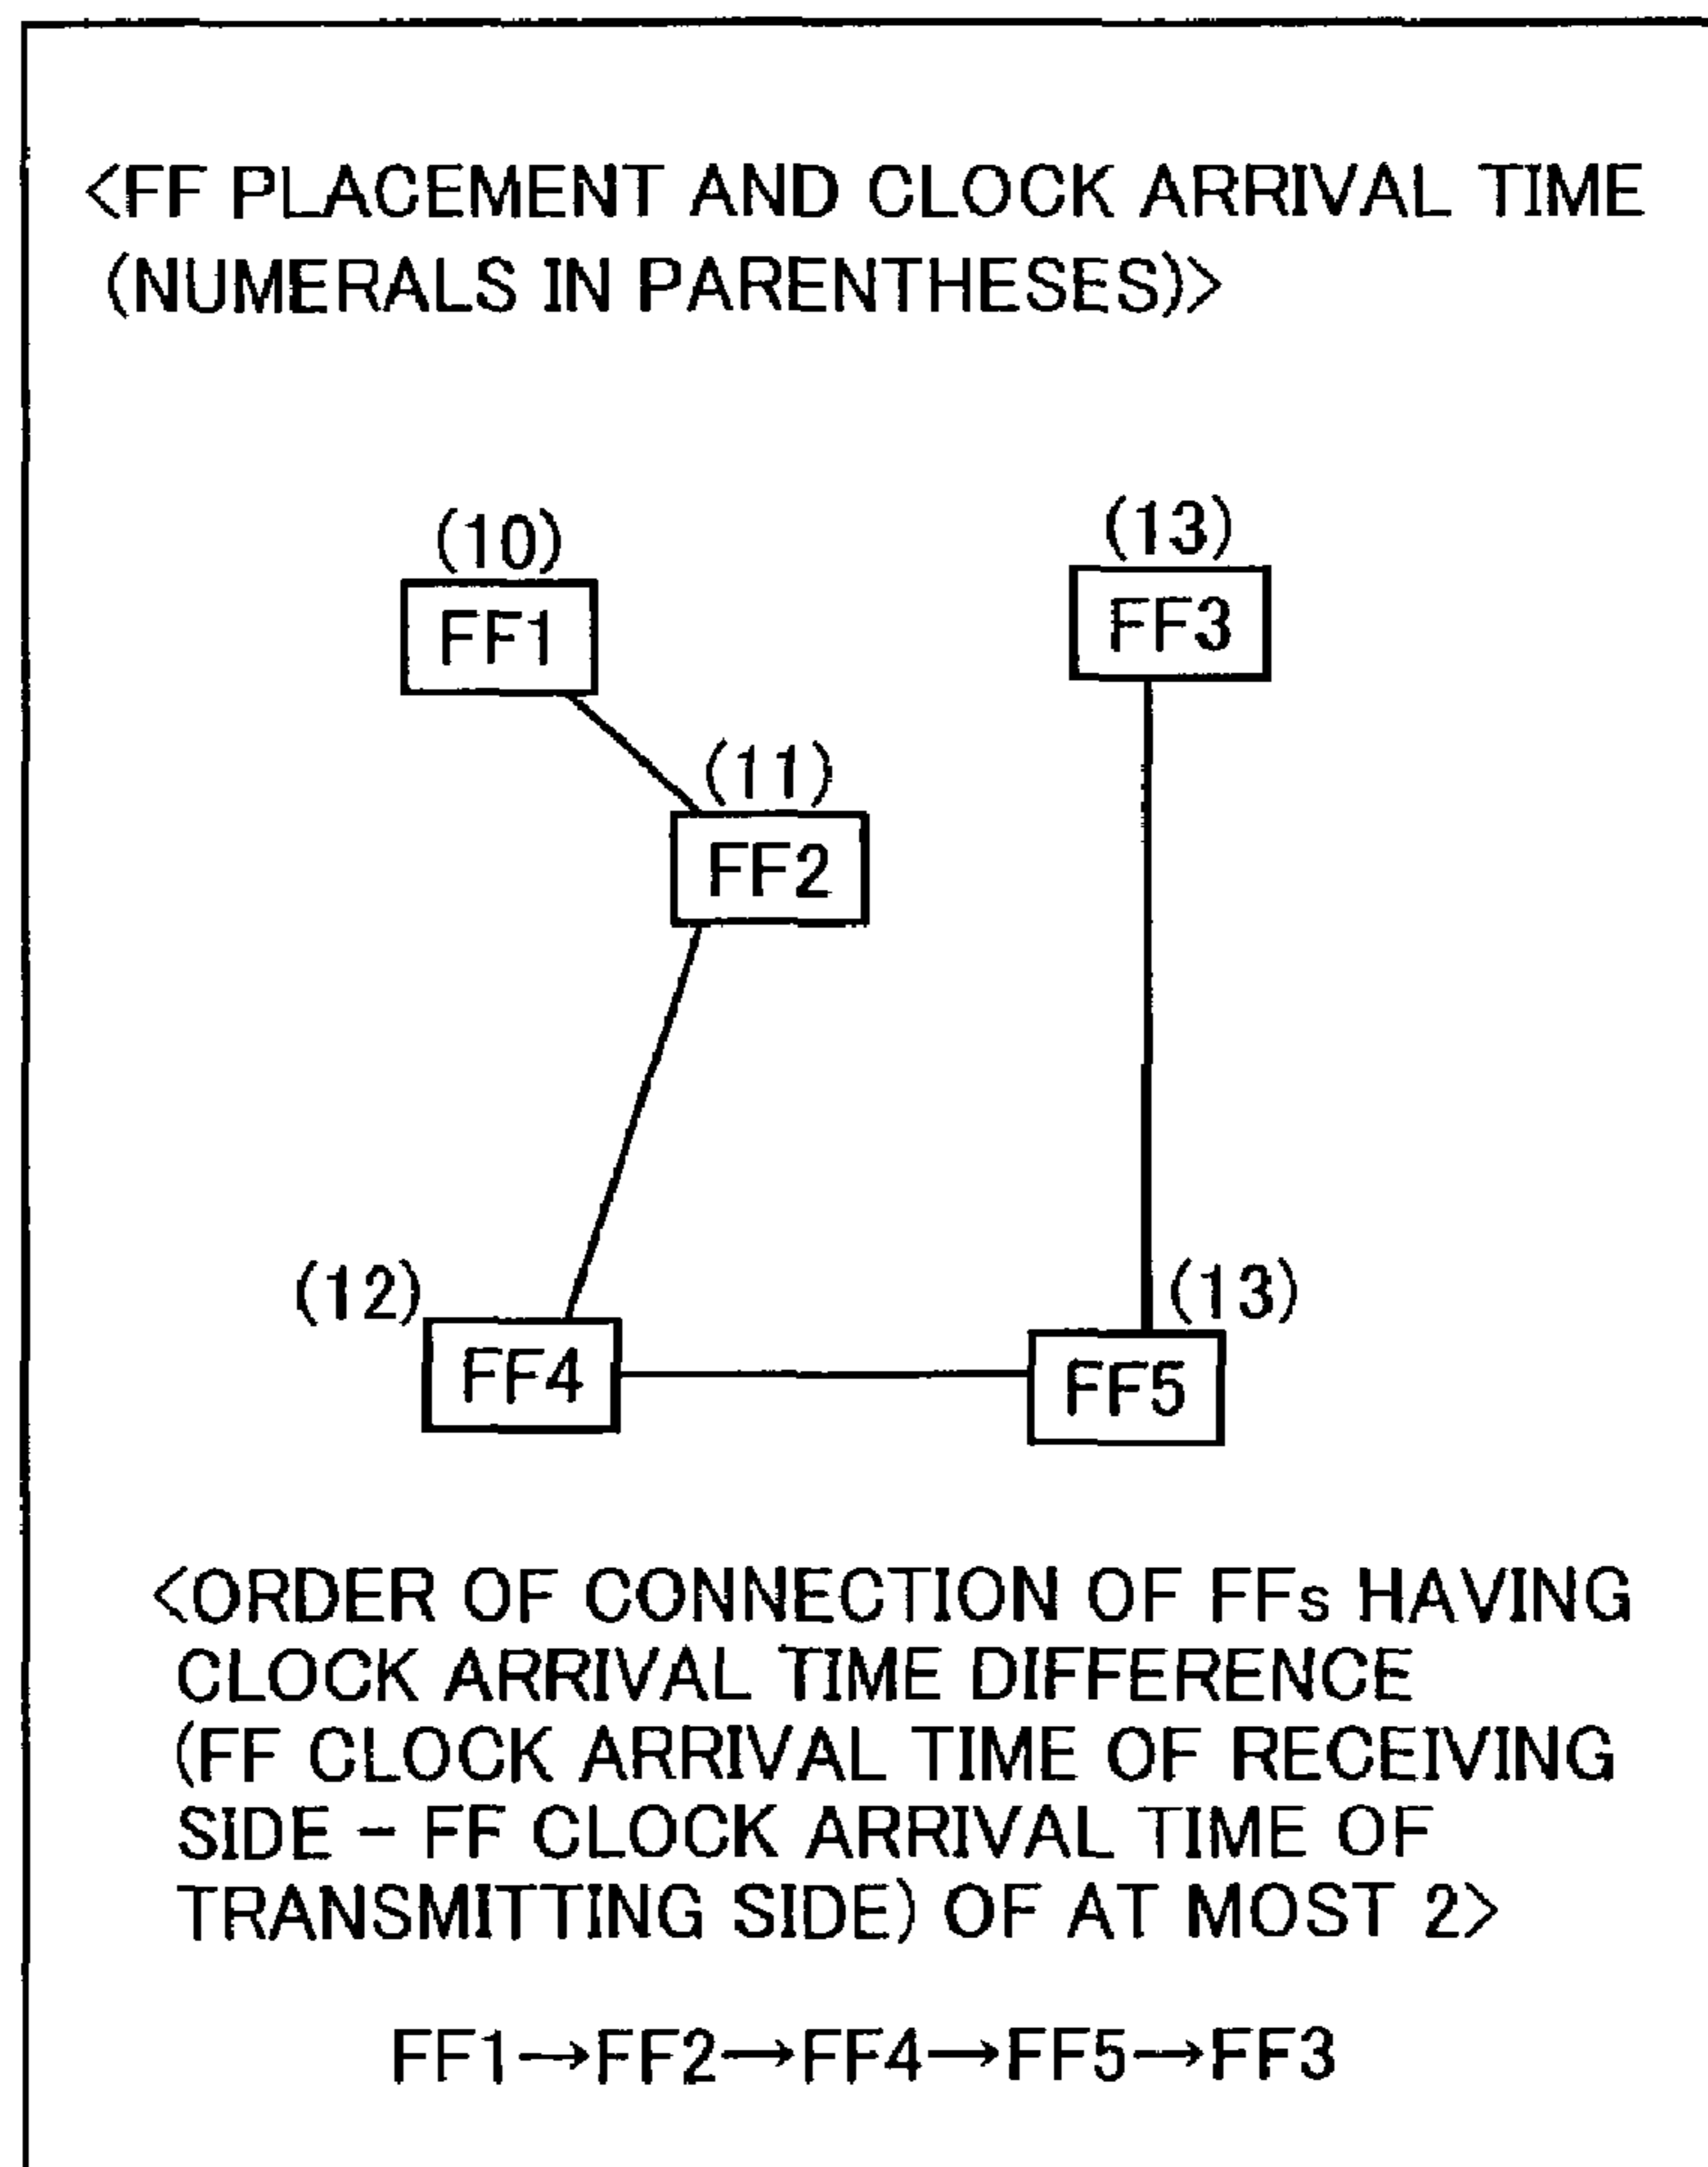 <FF PLACEMENT AND CLOCK ARRIVAL TIME
(NUMERALS IN PARENTHESES)>
(10)
FF1
(13)
FF3
(11)
FF2
(12)
FF4
(13)
FF5
<ORDER OF CONNECTION OF FFs HAVING
CLOCK ARRIVAL TIME DIFFERENCE
(FF CLOCK ARRIVAL TIME OF RECEIVING
SIDE - FF CLOCK ARRIVAL TIME OF
TRANSMITTING SIDE) OF AT MOST 2>
FF1→FF2→FF4→FF5→FF3